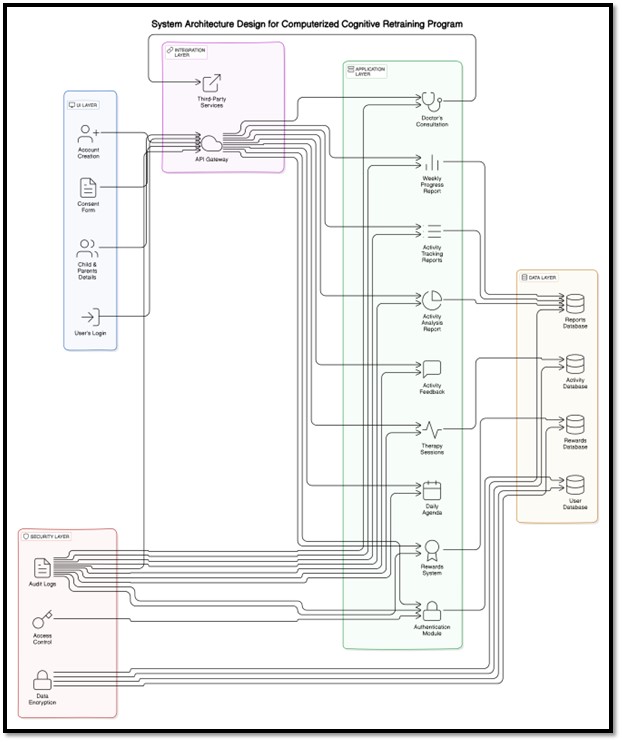 System Architecture Design for Computerized Cognitive Retraining Program
INTEGRATION
LAYER
Third-Party
Services
API Gateway
UI LAYER
Account
Creation
Consent
Form
Child &
Parents
Details
User's Login
APPLICATION
LAYER
Doctor's
Consultation
Weekly
Progress
Report
Activity
Tracking
Reports
Activity
Analysis
Report
Activity
Feedback
Therapy
Sessions
Daily
Agenda
Rewards
System
Authentication
Module
DATA LAYER
Reports
Database
Activity
Database
Rewards
Database
User
Database
SECURITY LAYER
Audit Logs
Access
Control
Data
Encryption